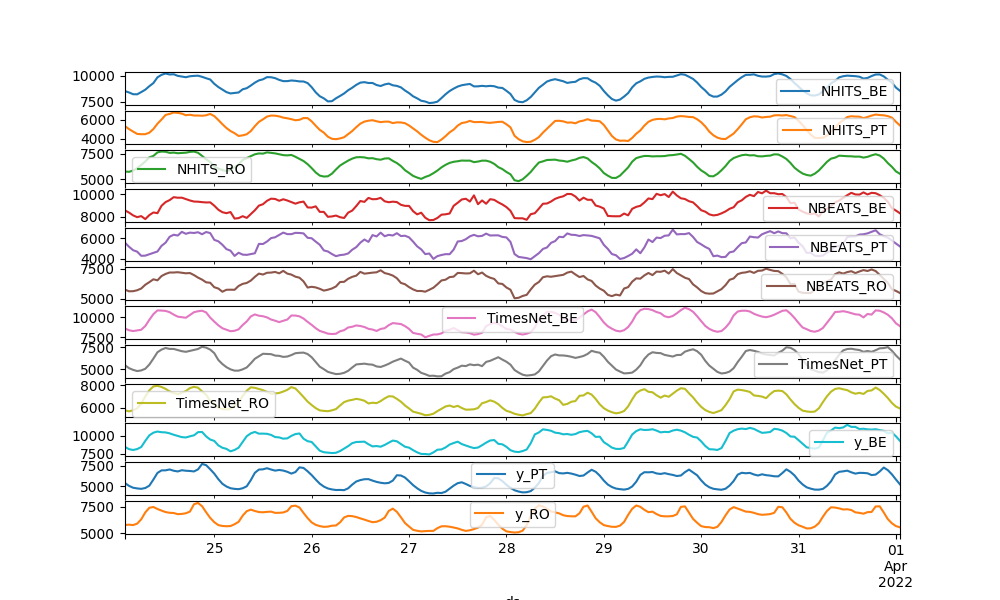 10000
7500
NHITS_BE
6000
4000
NHITS_PT
7500
5000
NHITS_RO
10000
8000
NBEATS_BE
6000
4000
NBEATS_PT
7500
5000
NBEATS_RO
10000
7500
TimesNet_BE
7500
5000
TimesNet_PT
8000
6000
TimesNet_RO
10000
7500
y_BE
7500
5000
y_PT
7500
5000
y_RO
25 26 27 28 29 30 31 01
Apr
2022
ds